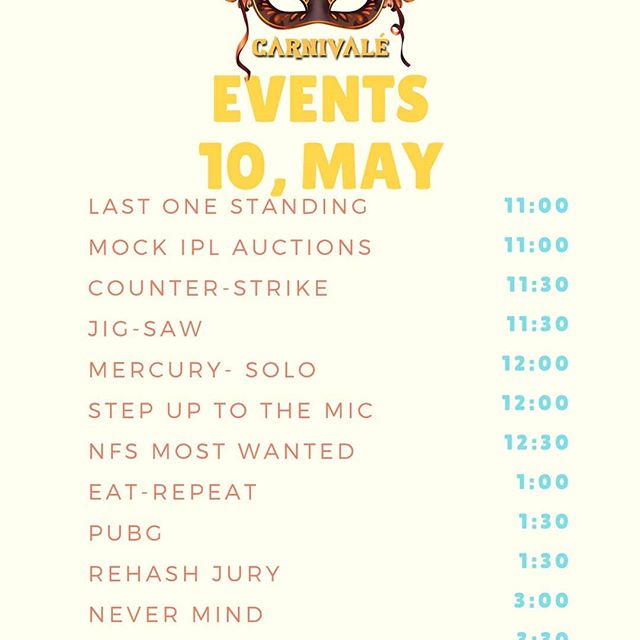 CARNIVALÉ
EVENTS
10, MAY
LAST ONE STANDING 11:00
MOCK IPL AUCTIONS 11:00
COUNTER-STRIKE 11:30
JIG-SAW 11:30
MERCURY- SOLO 12:00
STEP UP TO THE MIC 12:00
NFS MOST WANTED 12:30
EAT-REPEAT 1:00
PUBG 1:30
REHASH JURY 1:30
NEVER MIND 3:00